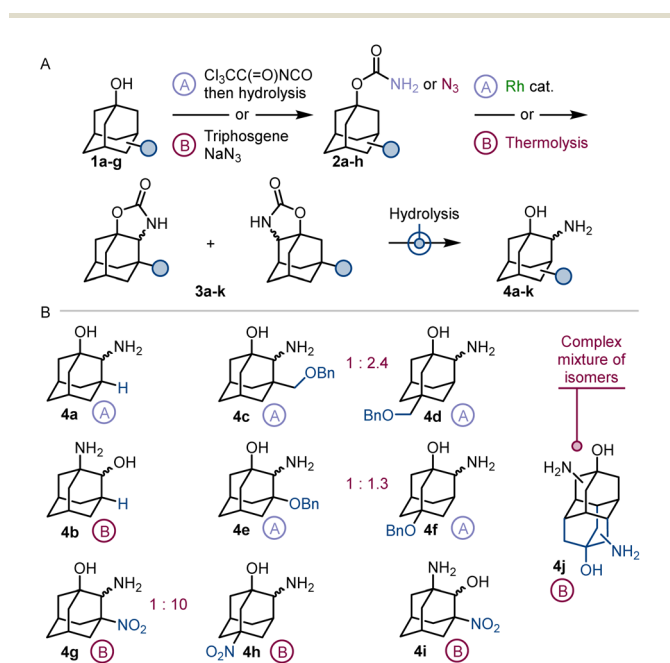 A
OH
1a-g
A Cl3CC(=O)NCO
then hydrolysis
or
B Triphosgene
NaN3
O
O NH2 or N3
2a-h
A Rh cat.
or
B Thermolysis
O
O NH
+
O
HN O
3a-k
Hydrolysis
OH
NH2
4a-k
B
OH
NH2
H
4a A
OH
NH2
OBn
4c A
1 : 2.4
OH
NH2
BnO
4d A
Complex
mixture of
isomers
NH2
OH
H
4b B
OH
NH2
OBn
4e A
1 : 1.3
OH
NH2
BnO
4f A
OH
H2N
NH2
OH
4j
B
OH
NH2
NO2
4g B
1 : 10
OH
NH2
O2N
4h B
NH2
OH
NO2
4i B